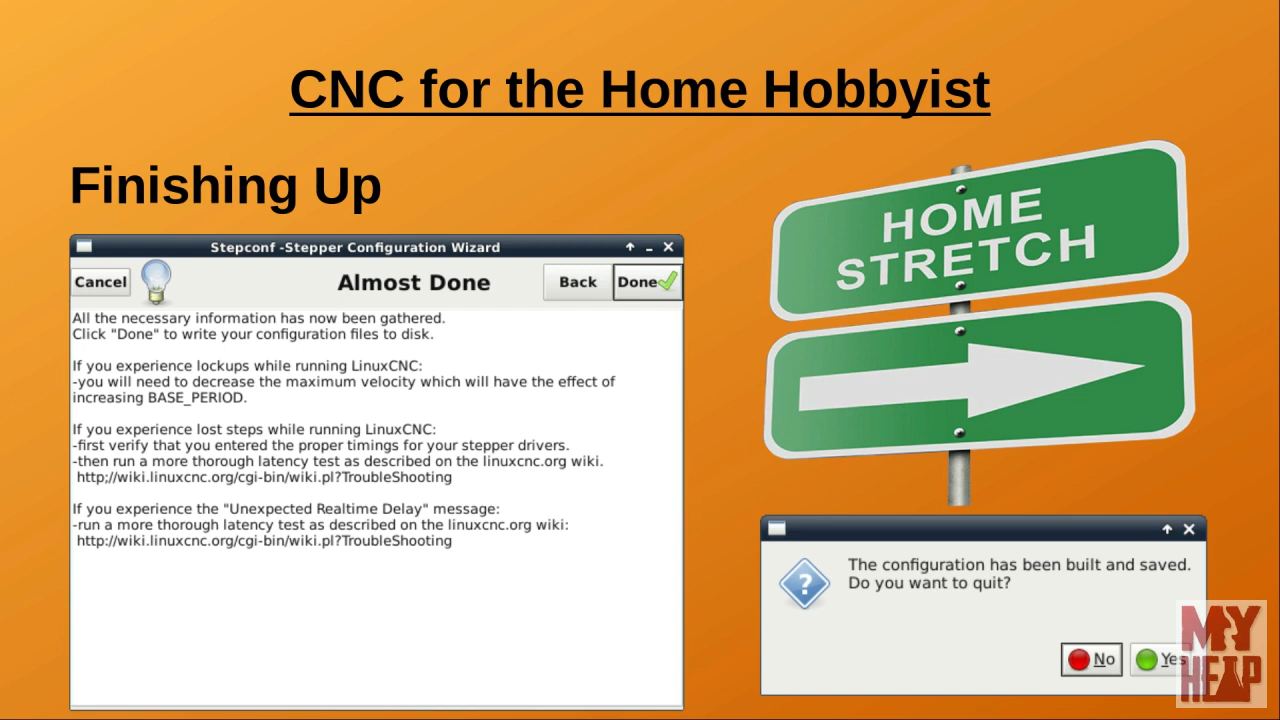 CNC for the Home Hobbyist
Finishing Up
Stepconf -Stepper Configuration Wizard
Cancel
Almost Done
Back
Done
All the necessary information has now been gathered.
Click "Done" to write your configuration files to disk.
If you experience lockups while running LinuxCNC:
-you will need to decrease the maximum velocity which will have the effect of
increasing BASE_PERIOD.
If you experience lost steps while running LinuxCNC:
-first verify that you entered the proper timings for your stepper drivers.
-then run a more thorough latency test as described on the linuxcnc.org wiki.
http;//wiki.linuxcnc.org/cgi-bin/wiki.pl?TroubleShooting
If you experience the "Unexpected Realtime Delay" message:
-run a more thorough latency test as described on the linuxcnc.org wiki:
http://wiki.linuxcnc.org/cgi-bin/wiki.pl?TroubleShooting
HOME
STRETCH
The configuration has been built and saved.
Do you want to quit?
No
Yes
MY
HEAP